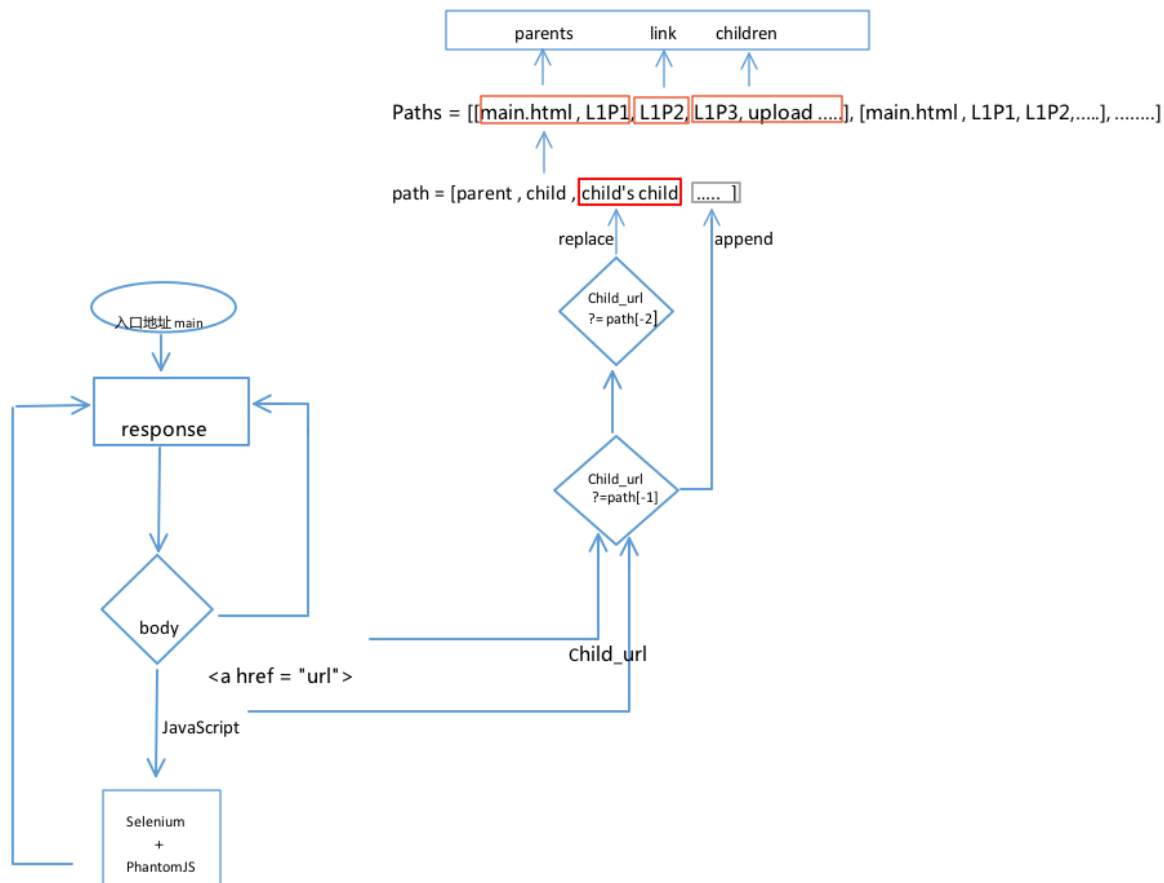 parents link children
Paths = [[main.html , L1P1, L1P2, L1P3, upload .....], [main.html , L1P1, L1P2,.....], ........]
path = [parent , child , child's child ..... ]
replace append
Child_url
?= path[-2]
入口地址 main
response
Child_url
?=path[-1]
body
Child_url
<a href = "url">
JavaScript
Selenium
+
PhantomJS